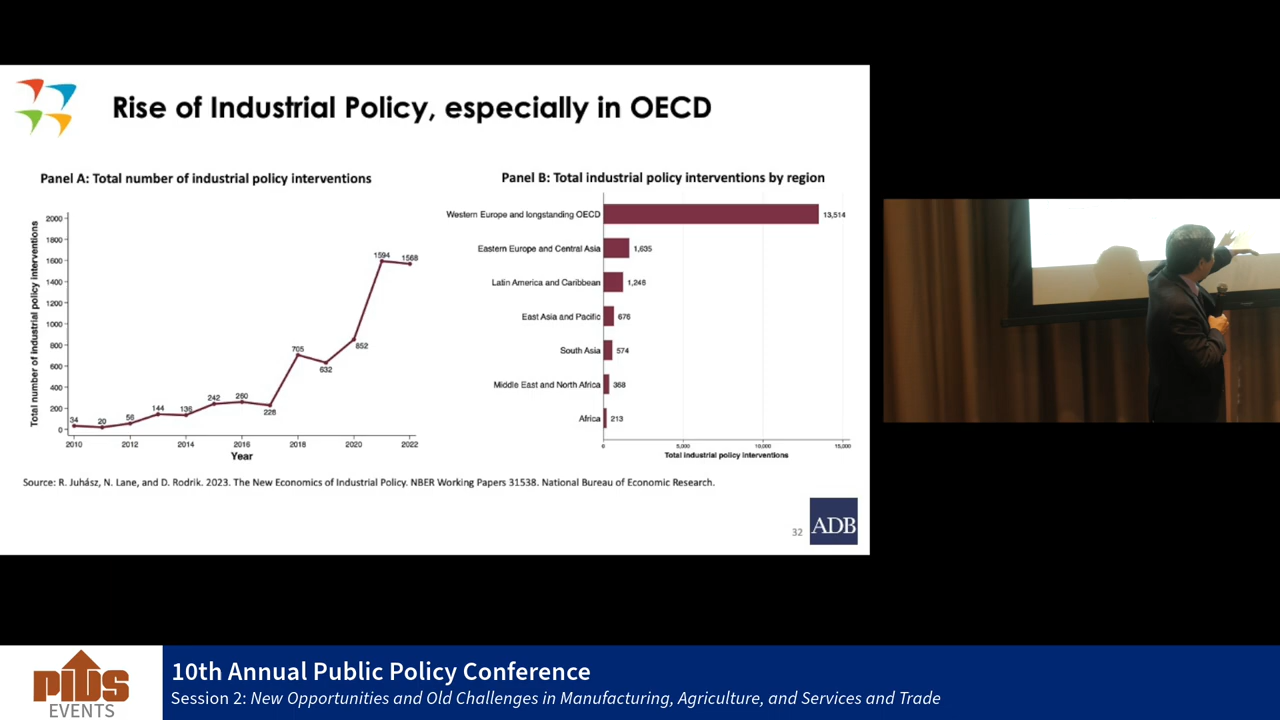 Rise of Industrial Policy, especially in OECD
Panel A: Total number of industrial policy interventions
Total number of industrial policy interventions
2000
1800
1600
1400
1200
1000
800
600
400
200
0
34
20
56
144
136
242
260
228
705
632
852
1594
1568
2010
2012
2014
2016
2018
2020
2022
Year
Panel B: Total industrial policy interventions by region
Western Europe and longstanding OECD 13,514
Eastern Europe and Central Asia 1,635
Latin America and Caribbean 1,246
East Asia and Pacific 676
South Asia 574
Middle East and North Africa 368
Africa 213
0 5,000 10,000 15,000
Total industrial policy interventions
Source: R. Juhász, N. Lane, and D. Rodrik. 2023. The New Economics of Industrial Policy. NBER Working Papers 31538. National Bureau of Economic Research.
32
ADB
PIDS
EVENTS
10th Annual Public Policy Conference
Session 2: New Opportunities and Old Challenges in Manufacturing, Agriculture, and Services and Trade